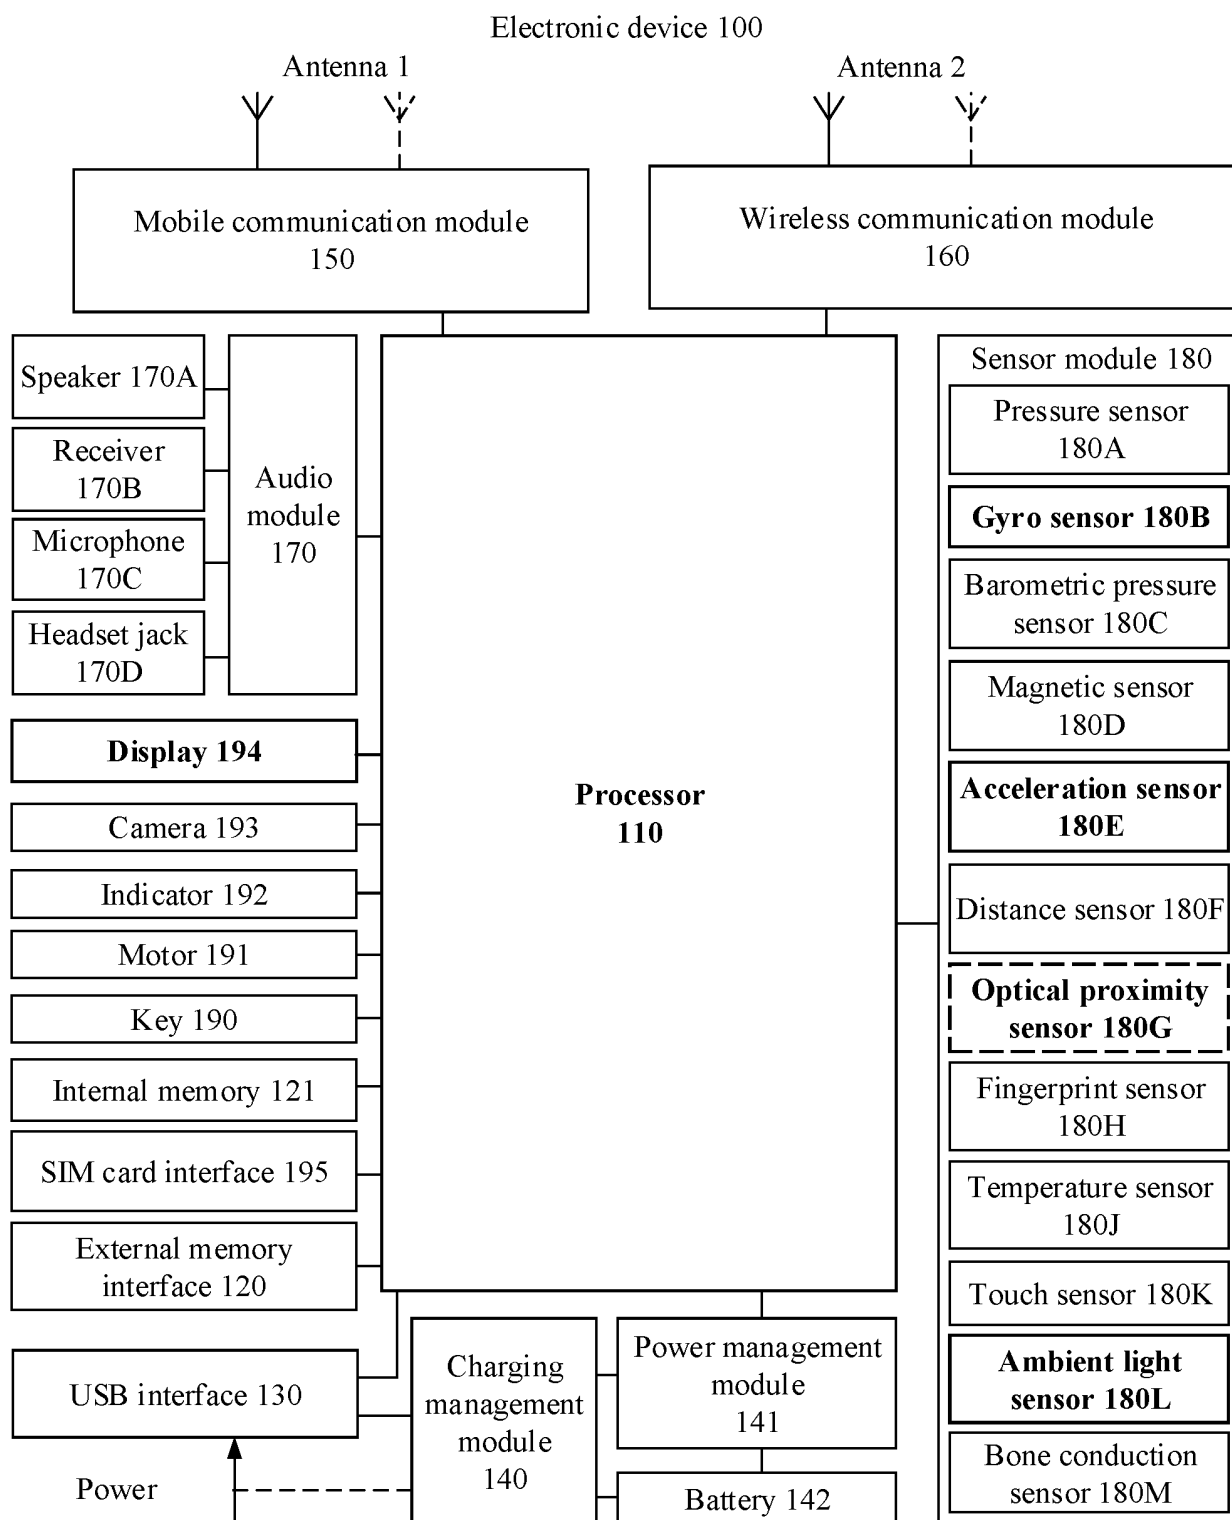 Electronic device 100
Antenna 1
Antenna 2
Mobile communication module
150
Wireless communication module
160
Speaker 170A
Receiver
170B
Microphone
170C
Headset jack
170D
Audio
module
170
Display 194
Camera 193
Indicator 192
Motor 191
Key 190
Internal memory 121
SIM card interface 195
External memory
interface 120
USB interface 130
Power
Processor
110
Charging
management
module
140
Power management
module
141
Battery 142
Sensor module 180
Pressure sensor
180A
Gyro sensor 180B
Barometric pressure
sensor 180C
Magnetic sensor
180D
Acceleration sensor
180E
Distance sensor 180F
Optical proximity
sensor 180G
Fingerprint sensor
180H
Temperature sensor
180J
Touch sensor 180K
Ambient light
sensor 180L
Bone conduction
sensor 180M